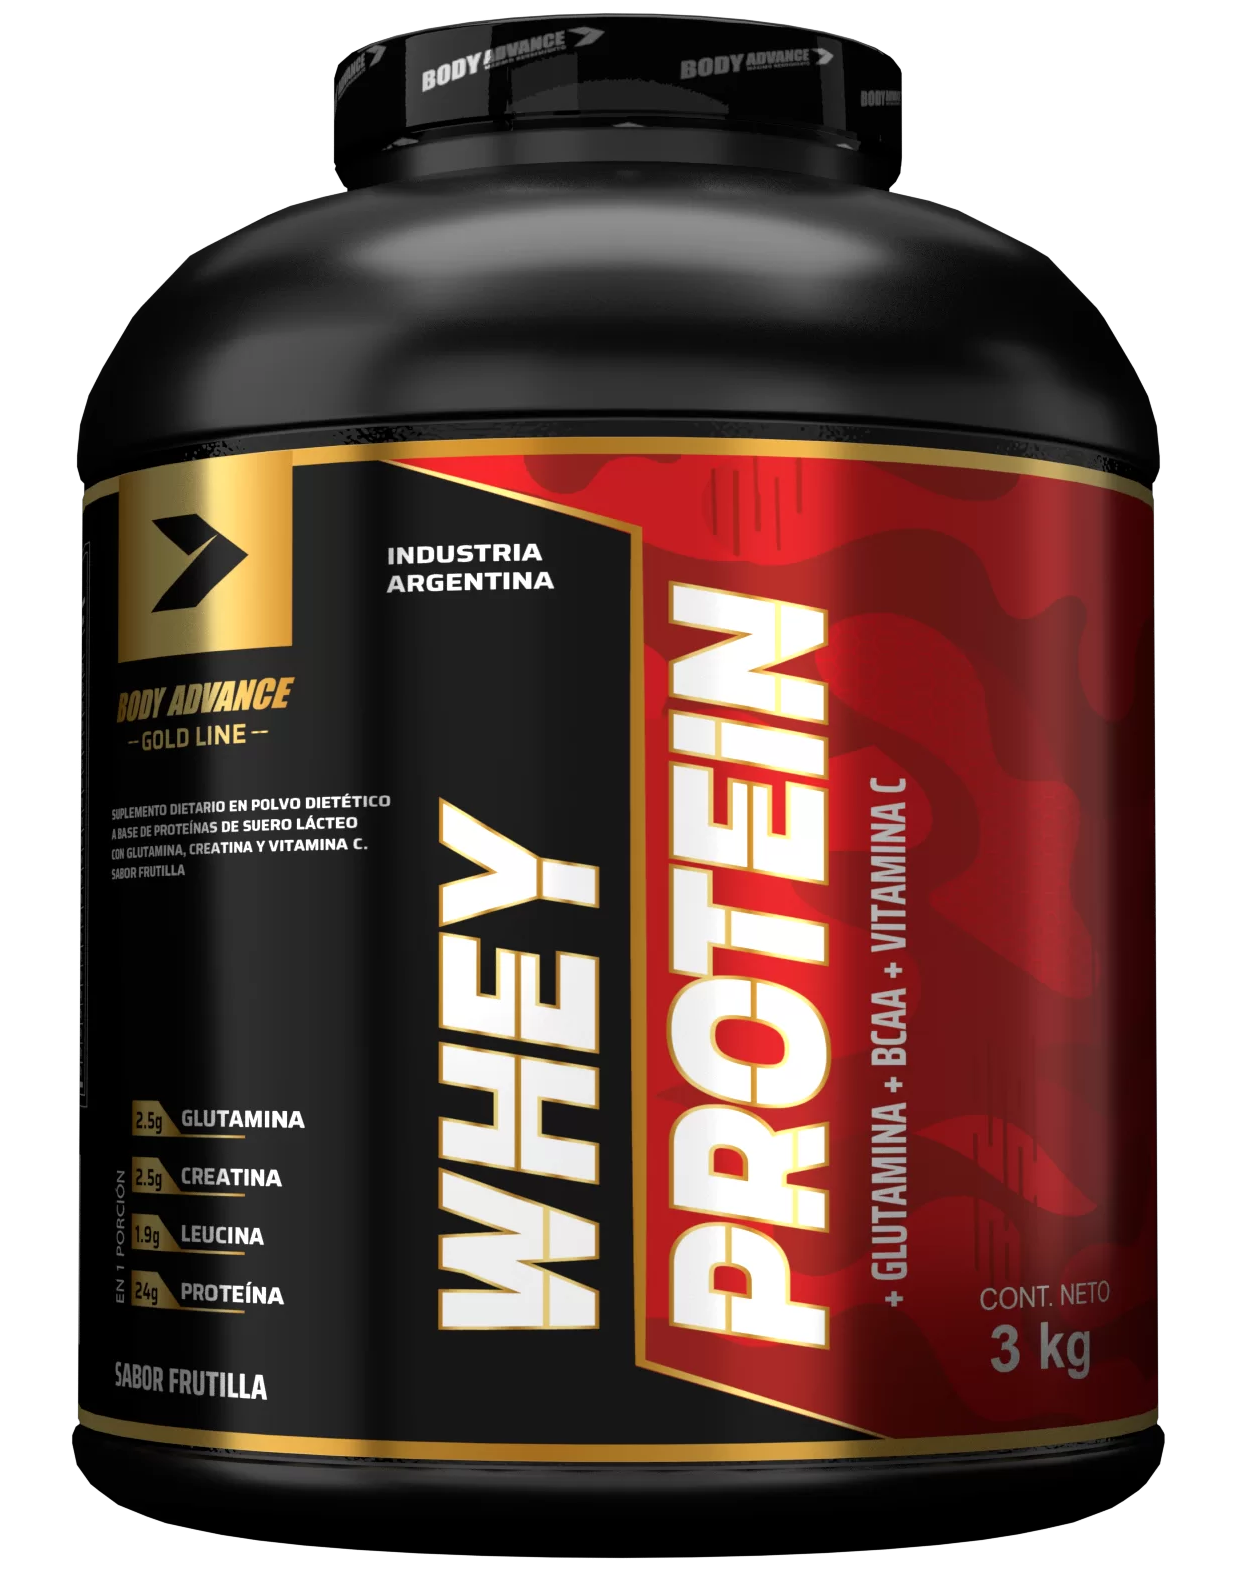 BODY ADVANCE
BODY ADVANCE
INDUSTRIA
ARGENTINA
BODY ADVANCE
--GOLD LINE--
SUPLEMENTO DIETARIO EN POLVO DIETÉTICO
A BASE DE PROTEÍNAS DE SUERO LÁCTEO
CON GLUTAMINA, CREATINA Y VITAMINA C.
SABOR FRUTILLA
WHEY
PROTEiN
+ GLUTAMINA + BCAA + VITAMINA C
EN 1 PORCIÓN
2.5g GLUTAMINA
2.5g CREATINA
1.9g LEUCINA
24g PROTEÍNA
SABOR FRUTILLA
CONT. NETO
3 kg